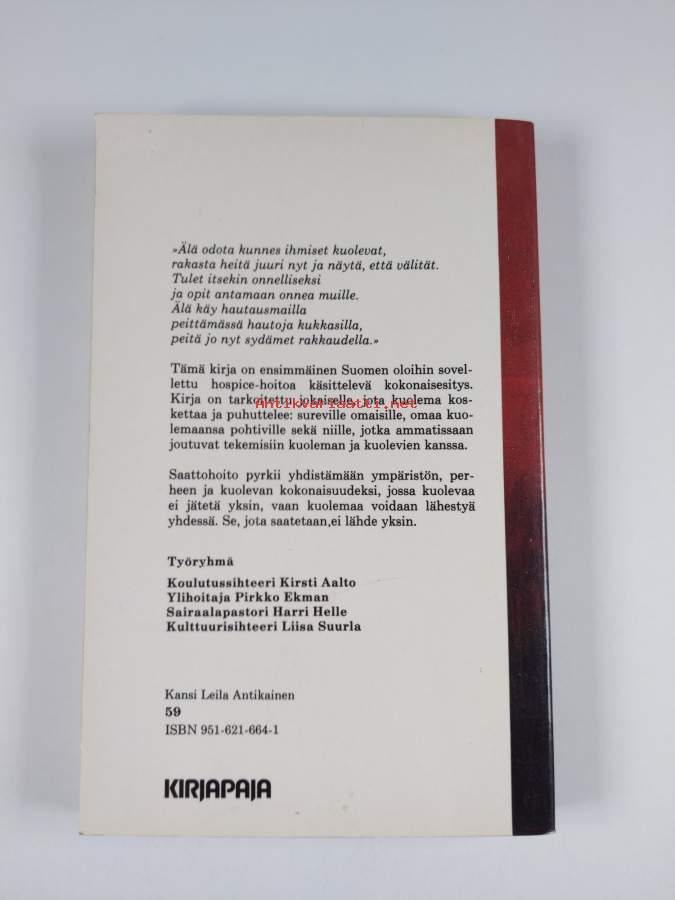 »Älä odota kunnes ihmiset kuolevat,
rakasta heitä juuri nyt ja näytä, että välität.
Tulet itsekin onnelliseksi
ja opit antamaan onnea muille.
Älä käy hautausmailla
peittämässä hautoja kukkasilla,
peitä jo nyt sydämet rakkaudella.»
Tämä kirja on ensimmäinen Suomen oloihin sovel-
lettu hospice-hoitoa käsittelevä kokonaisesitys.
Kirja on tarkoitettu jokaiselle, jota kuolema kos-
antikvariaatti.net
kettaa ja puhuttelee: sureville omaisille, omaa kuo-
lemaansa pohtiville sekä niille, jotka ammatissaan
joutuvat tekemisiin kuoleman ja kuolevien kanssa.
Saattohoito pyrkii yhdistämään ympäristön, per-
heen ja kuolevan kokonaisuudeksi, jossa kuolevaa
ei jätetä yksin, vaan kuolemaa voidaan lähestyä
yhdessä. Se, jota saatetaan,ei lähde yksin.
Työryhmä
Koulutussihteeri Kirsti Aalto
Ylihoitaja Pirkko Ekman
Sairaalapastori Harri Helle
Kulttuurisihteeri Liisa Suurla
Kansi Leila Antikainen
59
ISBN 951-621-664-1
KIRJAPAJA